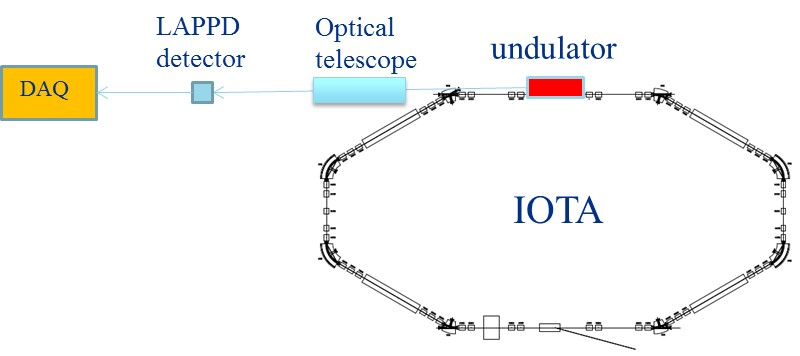 LAPPD
detector
Optical
telescope
undulator
DAQ
IOTA